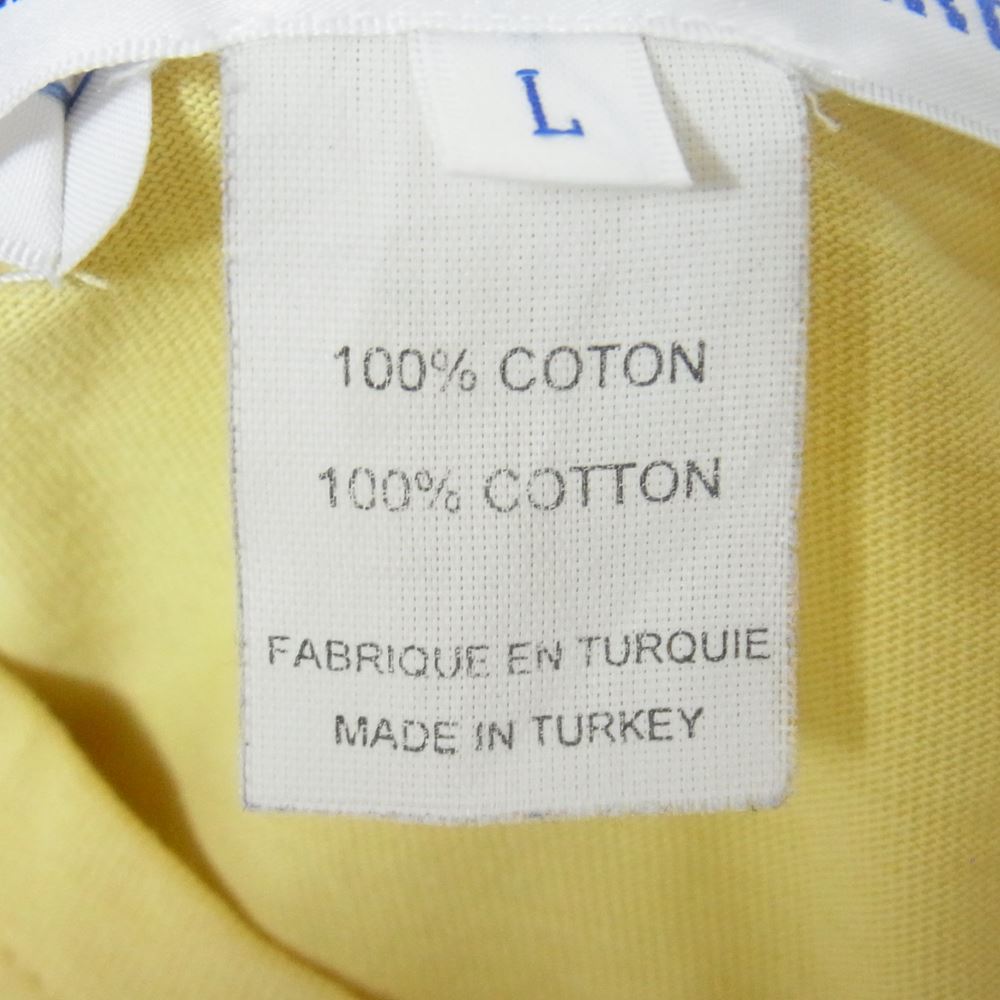 L
100% COTON
100% COTTON
FABRIQUE EN TURQUIE
MADE IN TURKEY